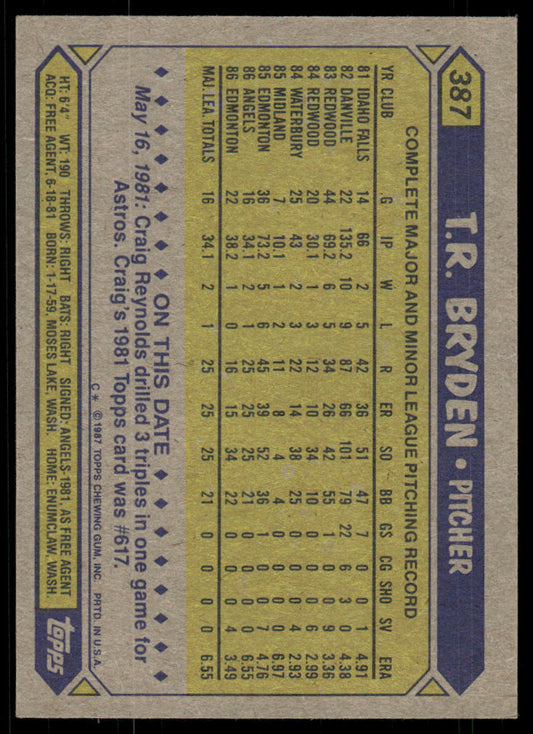 387 T.R. BRYDEN • PITCHER
COMPLETE MAJOR AND MINOR LEAGUE PITCHING RECORD
YR CLUB G IP W L R ER SO BB GS CG SHO SV ERA
81 IDAHO FALLS 14 66 2 5 42 36 51 47 7 0 0 1 4.91
82 DANVILLE 22 135.2 10 9 87 66 101 79 22 6 3 0 4.38
83 REDWOOD 44 69.2 6 5 34 26 42 55 1 0 0 9 3.36
84 REDWOOD 20 30.1 1 3 12 10 34 10 0 0 0 6 2.99
84 WATERBURY 25 43 2 3 22 14 38 25 0 0 0 4 2.93
85 MIDLAND 7 10.1 1 2 11 8 4 4 0 0 0 0 6.97
85 EDMONTON 36 73.2 5 6 45 39 52 36 1 0 0 7 4.76
86 ANGELS 16 34.1 2 1 25 25 25 21 0 0 0 0 6.55
86 EDMONTON 22 38.2 1 0 16 15 34 22 0 0 0 4 3.49
MAJ. LEA. TOTALS 16 34.1 2 1 25 25 25 21 0 0 0 0 6.55
ON THIS DATE
May 16, 1981: Craig Reynolds drilled 3 triples in one game for
Astros. Craig's 1981 Topps card was #617.
C* ©1987 TOPPS CHEWING GUM, INC. PRTD. IN U.S.A.
HT: 6'4" WT: 190 THROWS: RIGHT BATS: RIGHT SIGNED: ANGELS-1981, AS FREE AGENT
ACQ: FREE AGENT, 6-18-81 BORN: 1-17-59, MOSES LAKE, WASH. HOME: ENUMCLAW, WASH.
topps